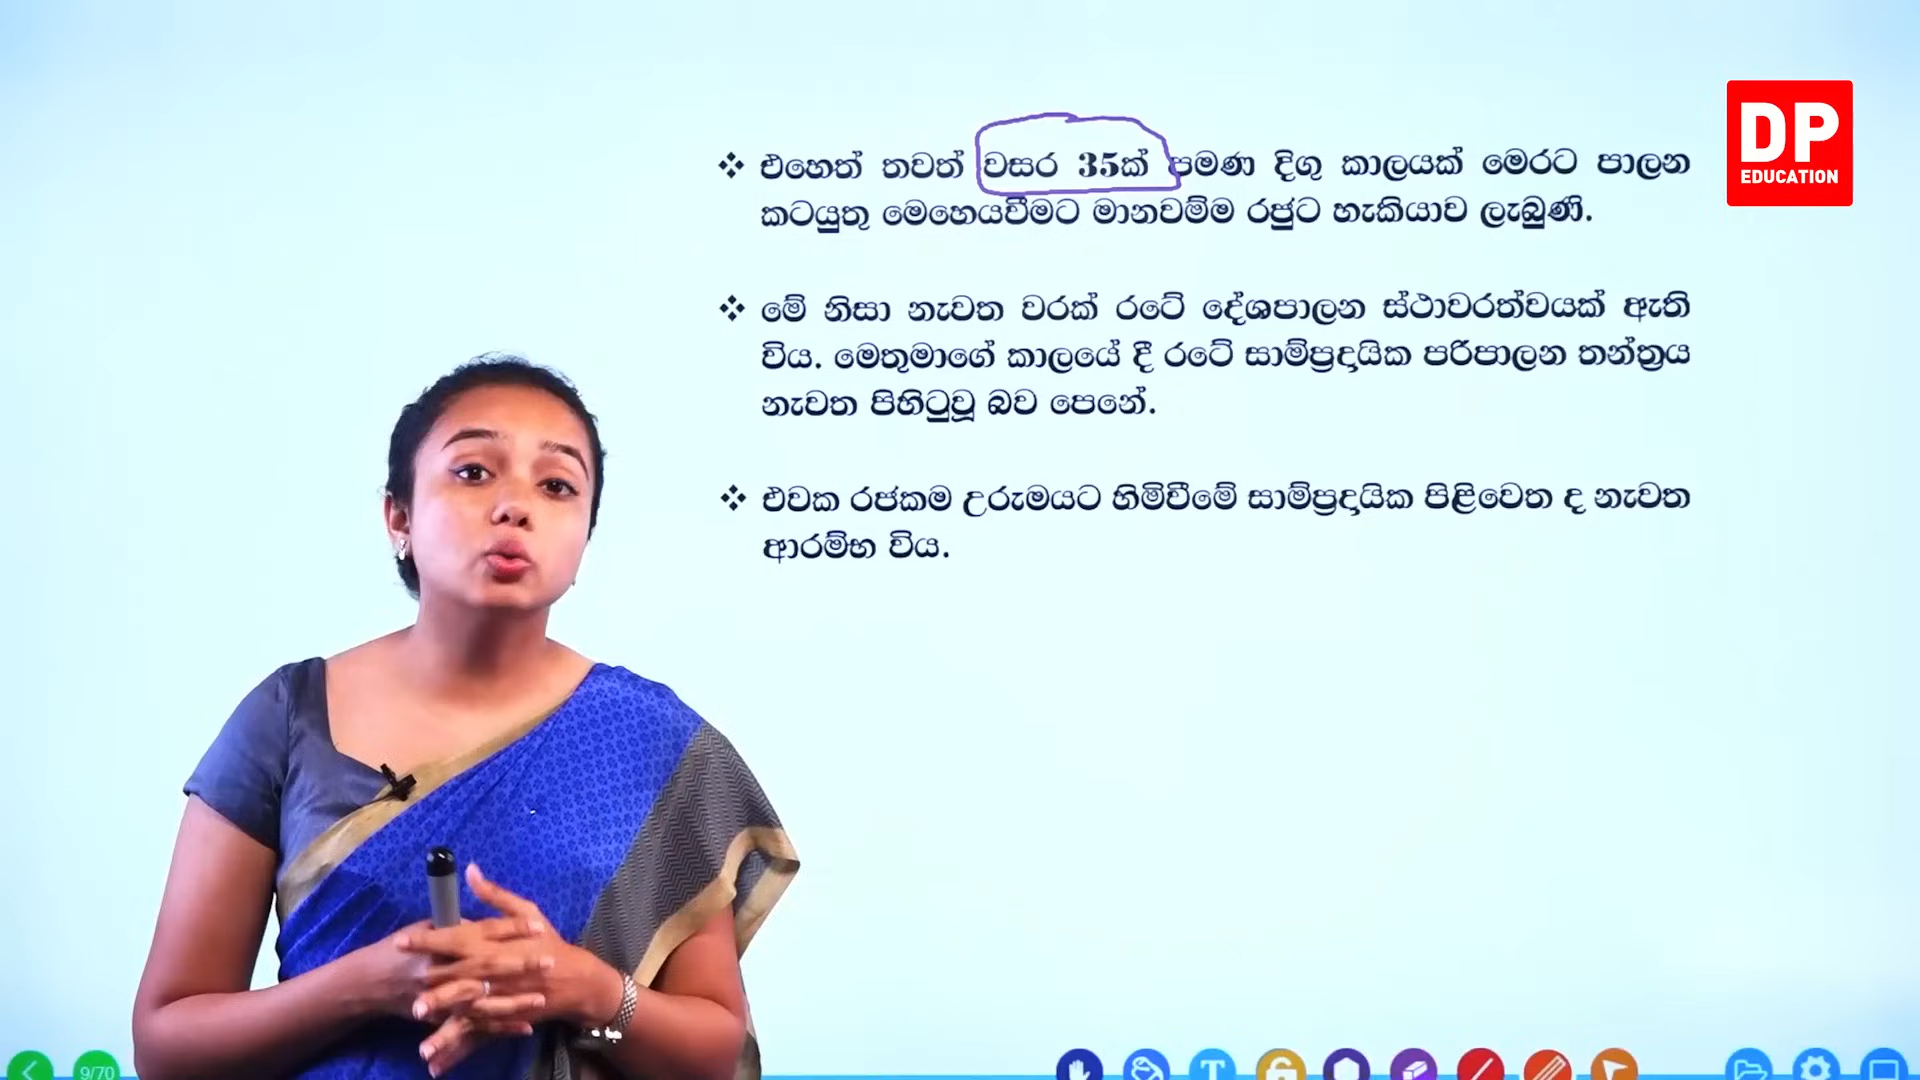 DP
EDUCATION
❖ එහෙත් තවත් වසර 35ක් පමණ දිගු කාලයක් මෙරට පාලන
කටයුතු මෙහෙයවීමට මානවම්ම රජුට හැකියාව ලැබුණි.
❖ මේ නිසා නැවත වරක් රටේ දේශපාලන ස්ථාවරත්වයක් ඇති
විය. මෙතුමාගේ කාලයේ දී රටේ සාම්ප්‍රදායික පරිපාලන තන්ත්‍රය
නැවත පිහිටුවූ බව පෙනේ.
❖ එවක රජකම උරුමයට හිමිවීමේ සාම්ප්‍රදායික පිළිවෙත ද නැවත
ආරම්භ විය.
9/70